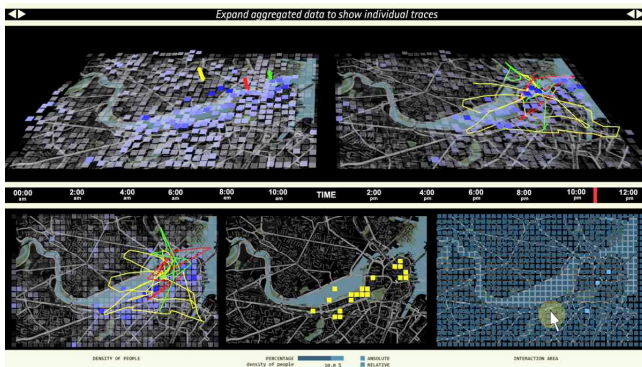 Expand aggregated data to show individual traces
00:00 am 2:00 am 4:00 am 6:00 am 8:00 am 10:00 am TIME 2:00 pm 4:00 pm 6:00 pm 8:00 pm 10:00 pm 12:00 pm
DENSITY OF PEOPLE
PERCENTAGE
density of people
10.0 %
ABSOLUTE
RELATIVE
INTERACTION AREA